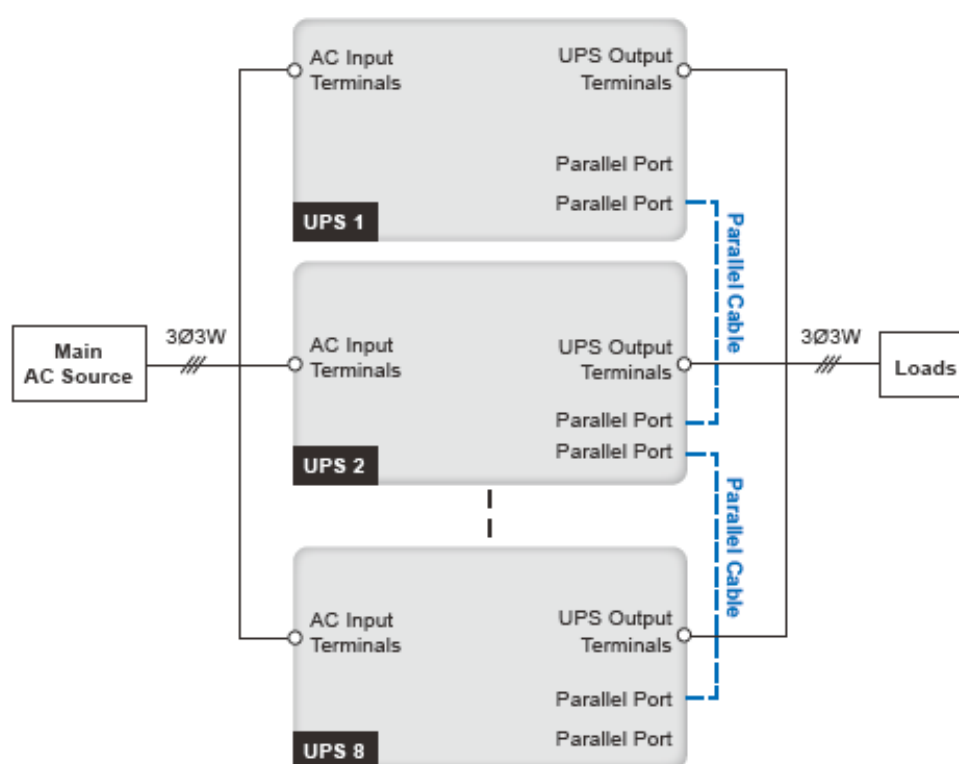 AC Input
Terminals
UPS Output
Terminals
Parallel Port
Parallel Port
UPS 1
Parallel Cable
Main
AC Source
3Ø3W
AC Input
Terminals
UPS Output
Terminals
Parallel Port
Parallel Port
UPS 2
3Ø3W
Loads
Parallel Cable
AC Input
Terminals
UPS Output
Terminals
Parallel Port
Parallel Port
UPS 8